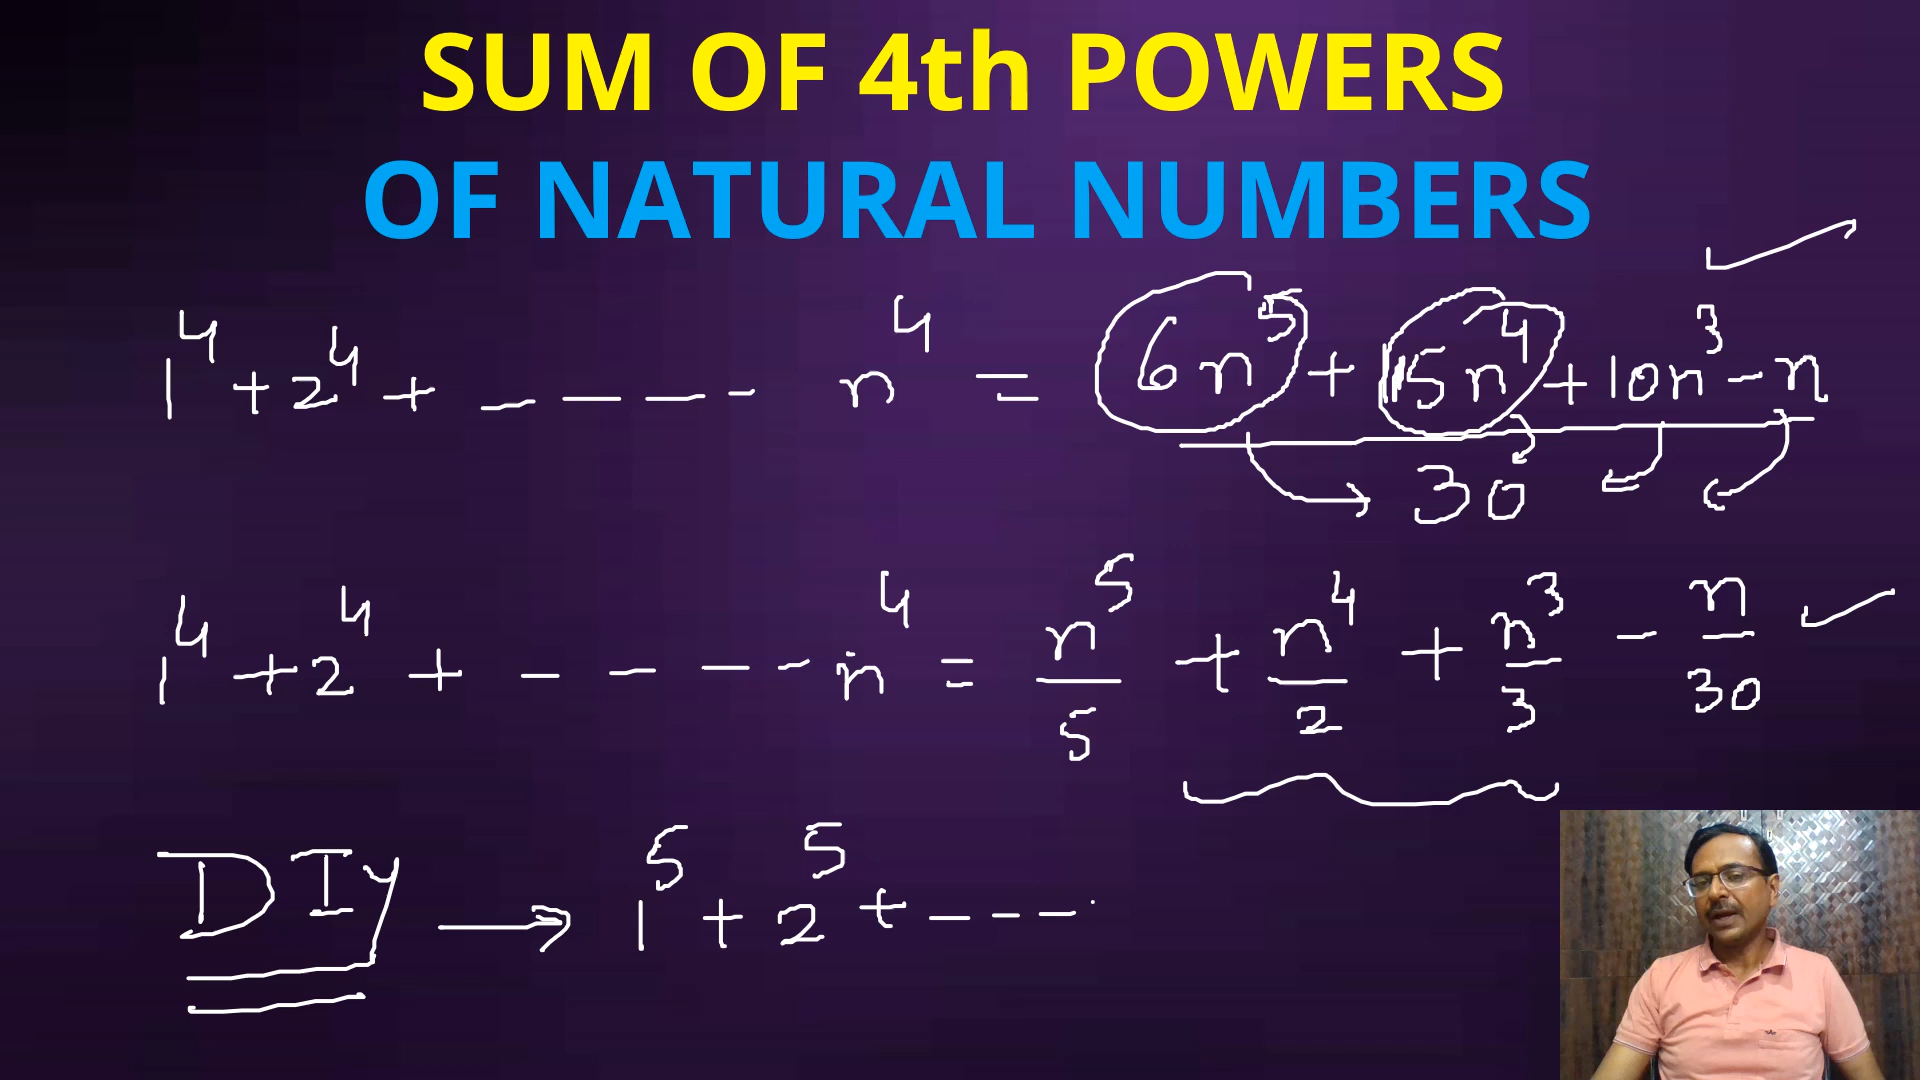 SUM OF 4th POWERS
OF NATURAL NUMBERS
1⁴ + 2⁴ + _ _ _ _ n⁴ = (6n⁵ + 15n⁴ + 10n³ - n) / 30
1⁴ + 2⁴ + _ _ _ _ n⁴ = n⁵/5 + n⁴/2 + n³/3 - n/30
DIY → 1⁵ + 2⁵ + _ _ _